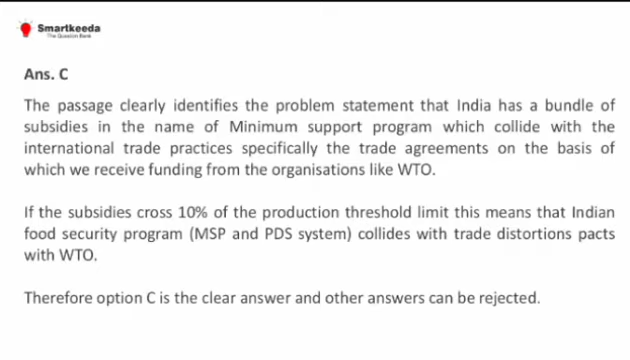 Smartkeeda
The Question Bank
Ans. C
The passage clearly identifies the problem statement that India has a bundle of
subsidies in the name of Minimum support program which collide with the
international trade practices specifically the trade agreements on the basis of
which we receive funding from the organisations like WTO.
If the subsidies cross 10% of the production threshold limit this means that Indian
food security program (MSP and PDS system) collides with trade distortions pacts
with WTO.
Therefore option C is the clear answer and other answers can be rejected.